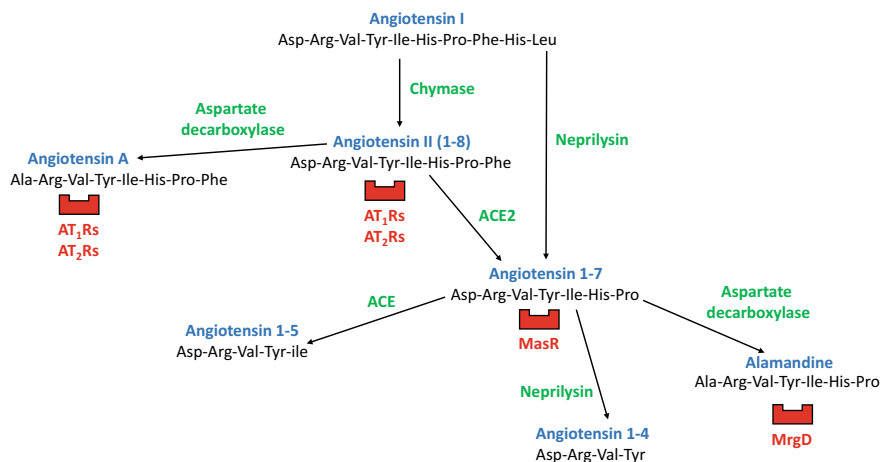 Angiotensin I
Asp-Arg-Val-Tyr-Ile-His-Pro-Phe-His-Leu
Chymase
Aspartate
decarboxylase
Neprilysin
Angiotensin II (1-8)
Asp-Arg-Val-Tyr-Ile-His-Pro-Phe
Angiotensin A
Ala-Arg-Val-Tyr-Ile-His-Pro-Phe
AT₁Rs
AT₂Rs
AT₁Rs
AT₂Rs
ACE2
Angiotensin 1-7
Asp-Arg-Val-Tyr-Ile-His-Pro
Aspartate
decarboxylase
ACE
MasR
Angiotensin 1-5
Asp-Arg-Val-Tyr-ile
Alamandine
Ala-Arg-Val-Tyr-Ile-His-Pro
Neprilysin
MrgD
Angiotensin 1-4
Asp-Arg-Val-Tyr